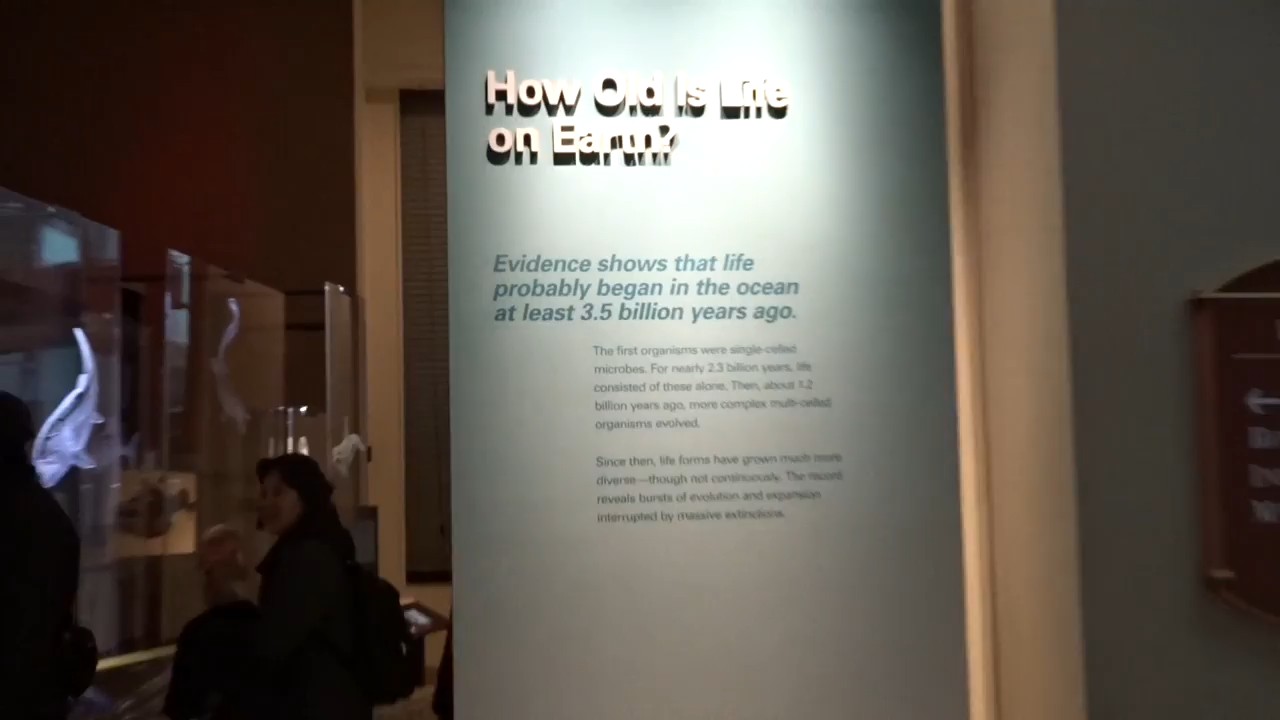 How Old Is Life
on Earth?
Evidence shows that life
probably began in the ocean
at least 3.5 billion years ago.
The first organisms were single-celled
microbes. For nearly 2.3 billion years, life
consisted of these alone. Then, about 1.2
billion years ago, more complex multi-celled
organisms evolved.
Since then, life forms have grown much more
diverse—though not continuously. The record
reveals bursts of evolution and expansion
interrupted by massive extinctions.